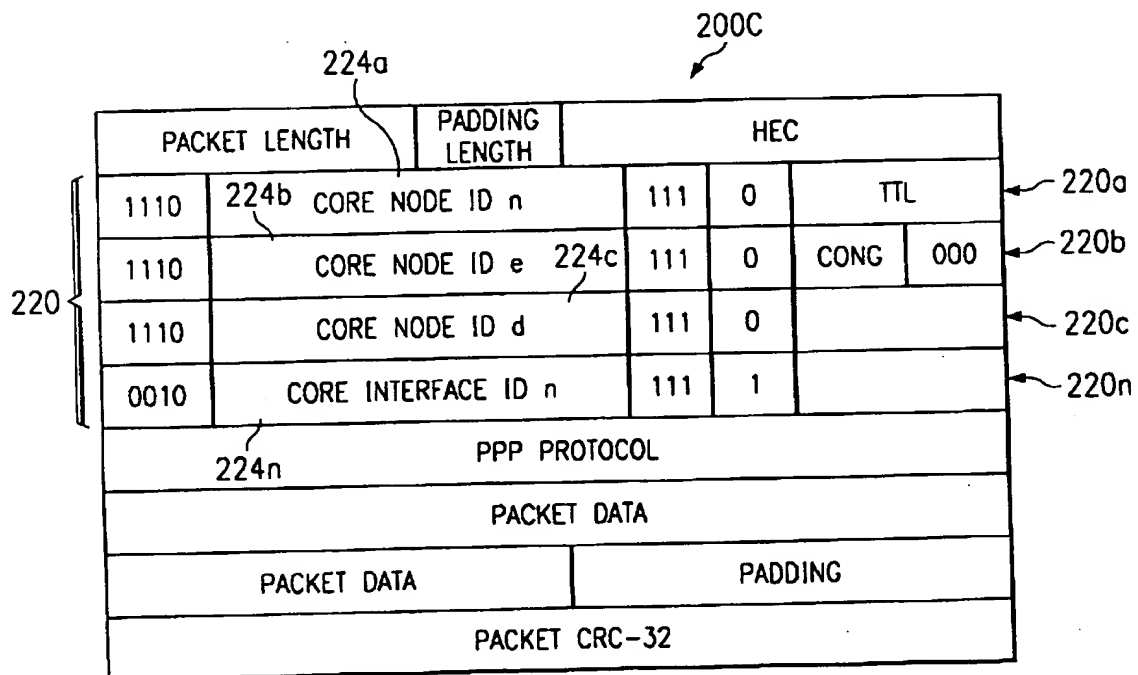 200C
224a
PACKET LENGTH PADDING LENGTH HEC
1110 224b CORE NODE ID n 111 0 TTL 220a
1110 CORE NODE ID e 224c 111 0 CONG 000 220b
220
1110 CORE NODE ID d 111 0 220c
0010 CORE INTERFACE ID n 111 1 220n
224n PPP PROTOCOL
PACKET DATA
PACKET DATA PADDING
PACKET CRC-32